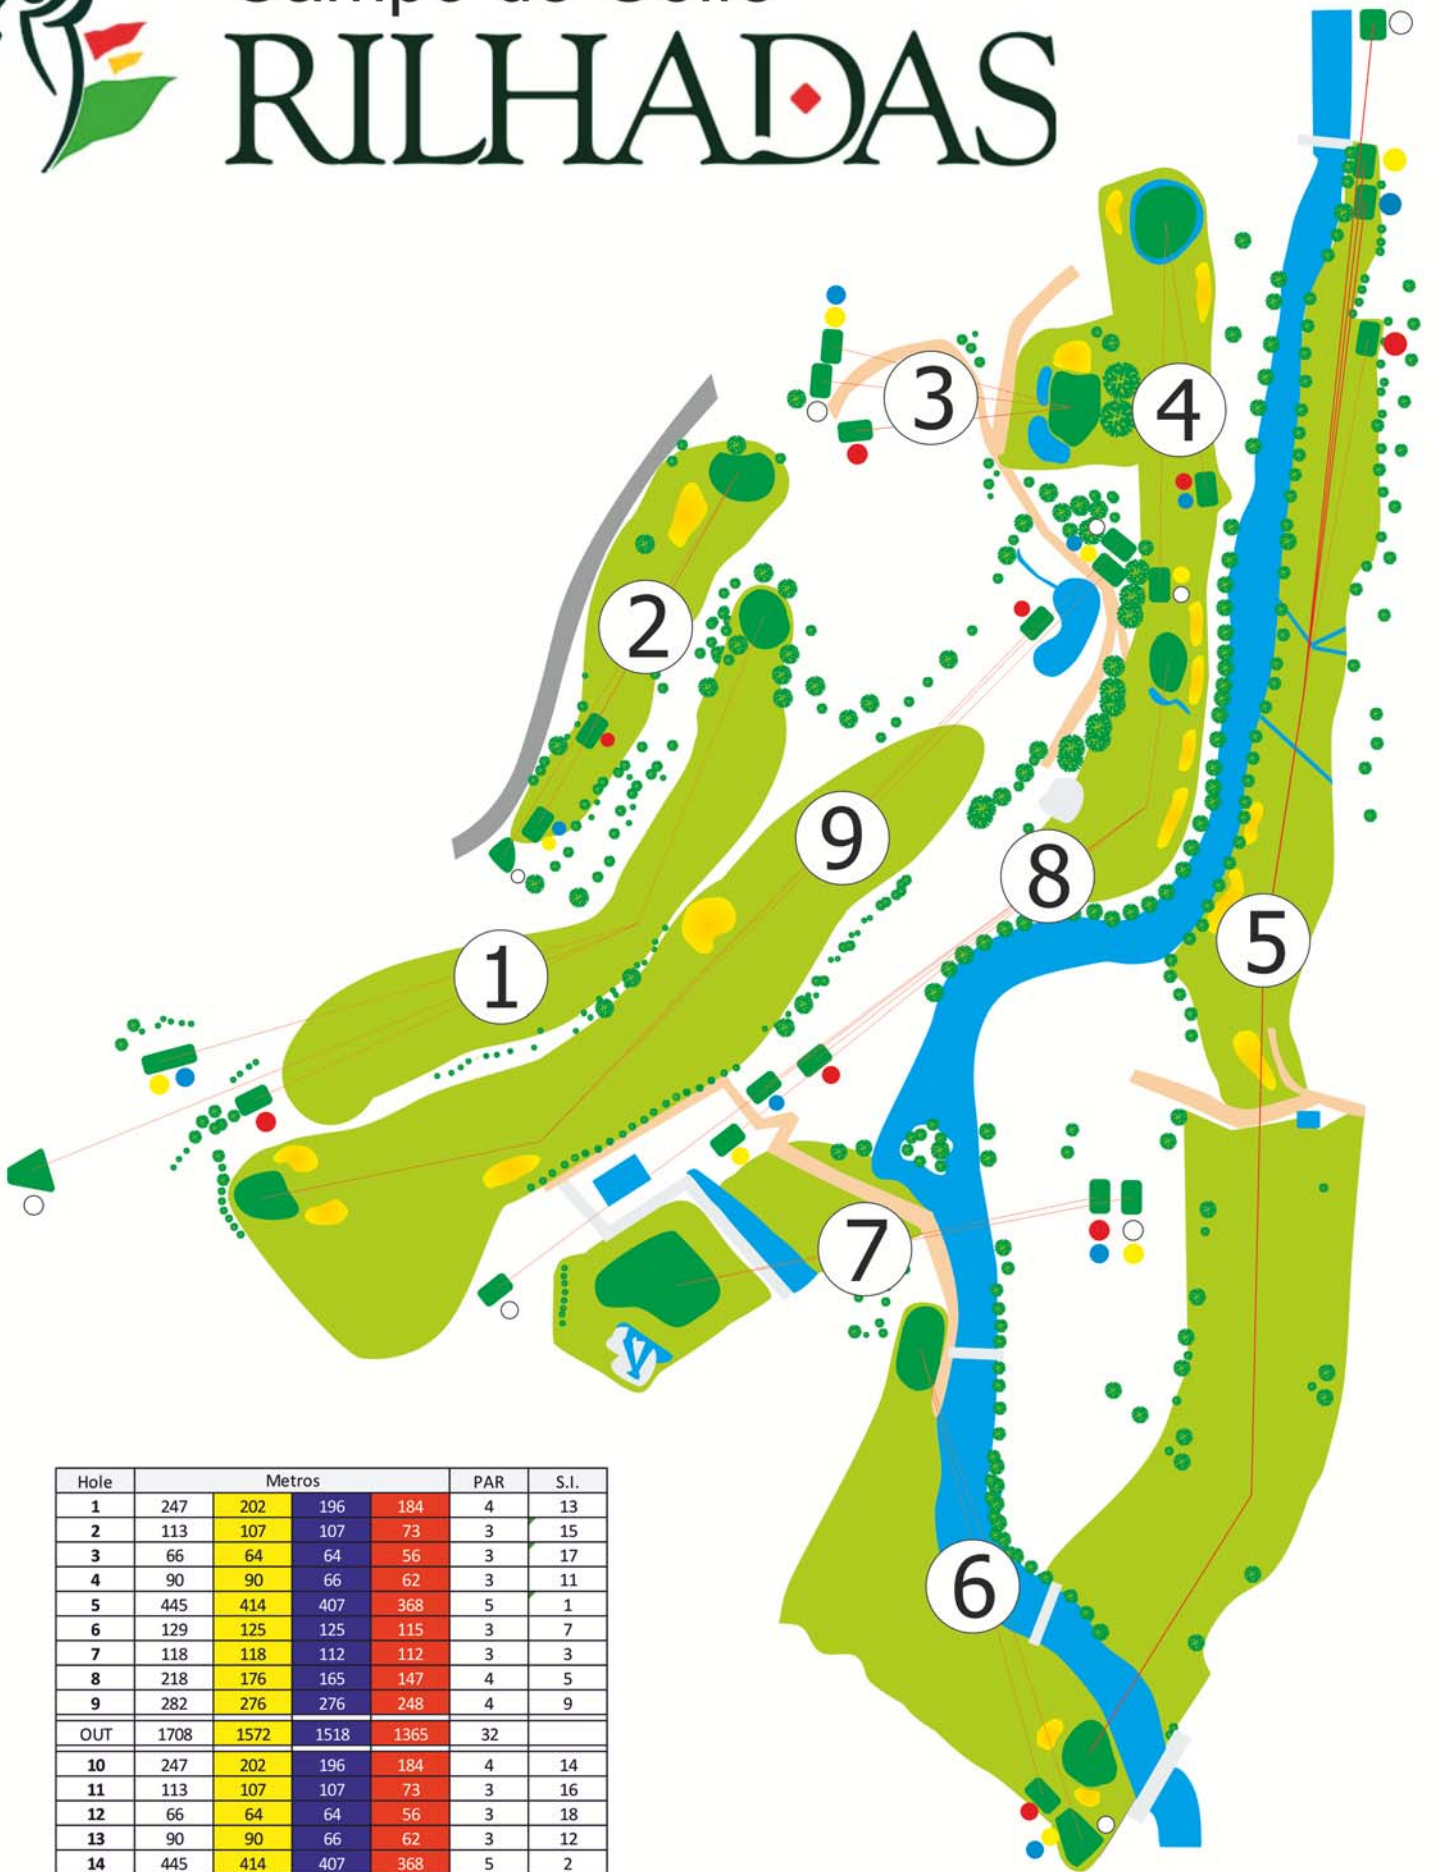 Campo de Golfe
RILHADAS
3
4
2
9
8
5
1
7
6
Hole Metros PAR S.I.
1 247 202 196 184 4 13
2 113 107 107 73 3 15
3 66 64 64 56 3 17
4 90 90 66 62 3 11
5 445 414 407 368 5 1
6 129 125 125 115 3 7
7 118 118 112 112 3 3
8 218 176 165 147 4 5
9 282 276 276 248 4 9
OUT 1708 1572 1518 1365 32
10 247 202 196 184 4 14
11 113 107 107 73 3 16
12 66 64 64 56 3 18
13 90 90 66 62 3 12
14 445 414 407 368 5 2